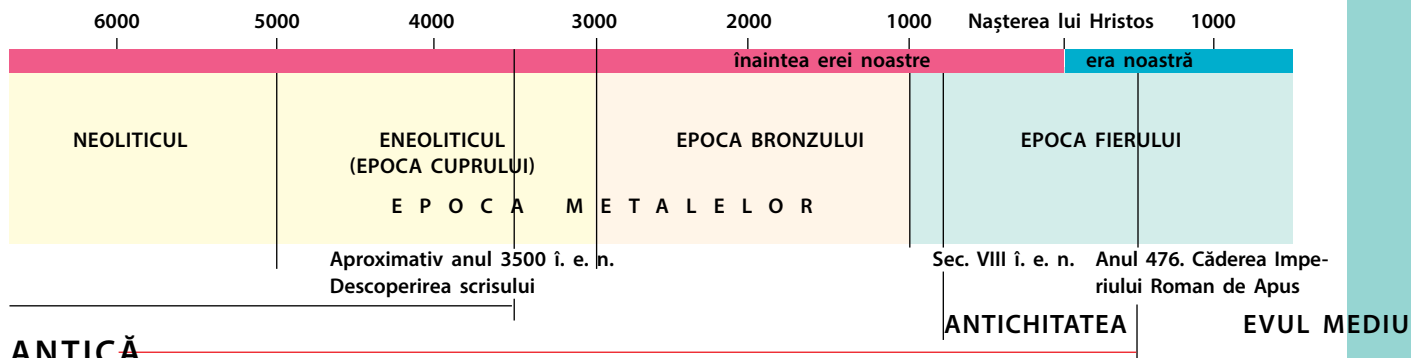 6000 5000 4000 3000 2000 1000 Nașterea lui Hristos 1000
înaintea erei noastre era noastră
NEOLITICUL ENEOLITICUL EPOCA BRONZULUI EPOCA FIERULUI
(EPOCA CUPRULUI)
EPOCA METALELOR
Aproximativ anul 3500 î. e. n. Sec. VIII î. e. n. Anul 476. Căderea Impe-
Descoperirea scrisului riului Roman de Apus
ANTICHITATEA EVUL MEDIU
ANTICĂ